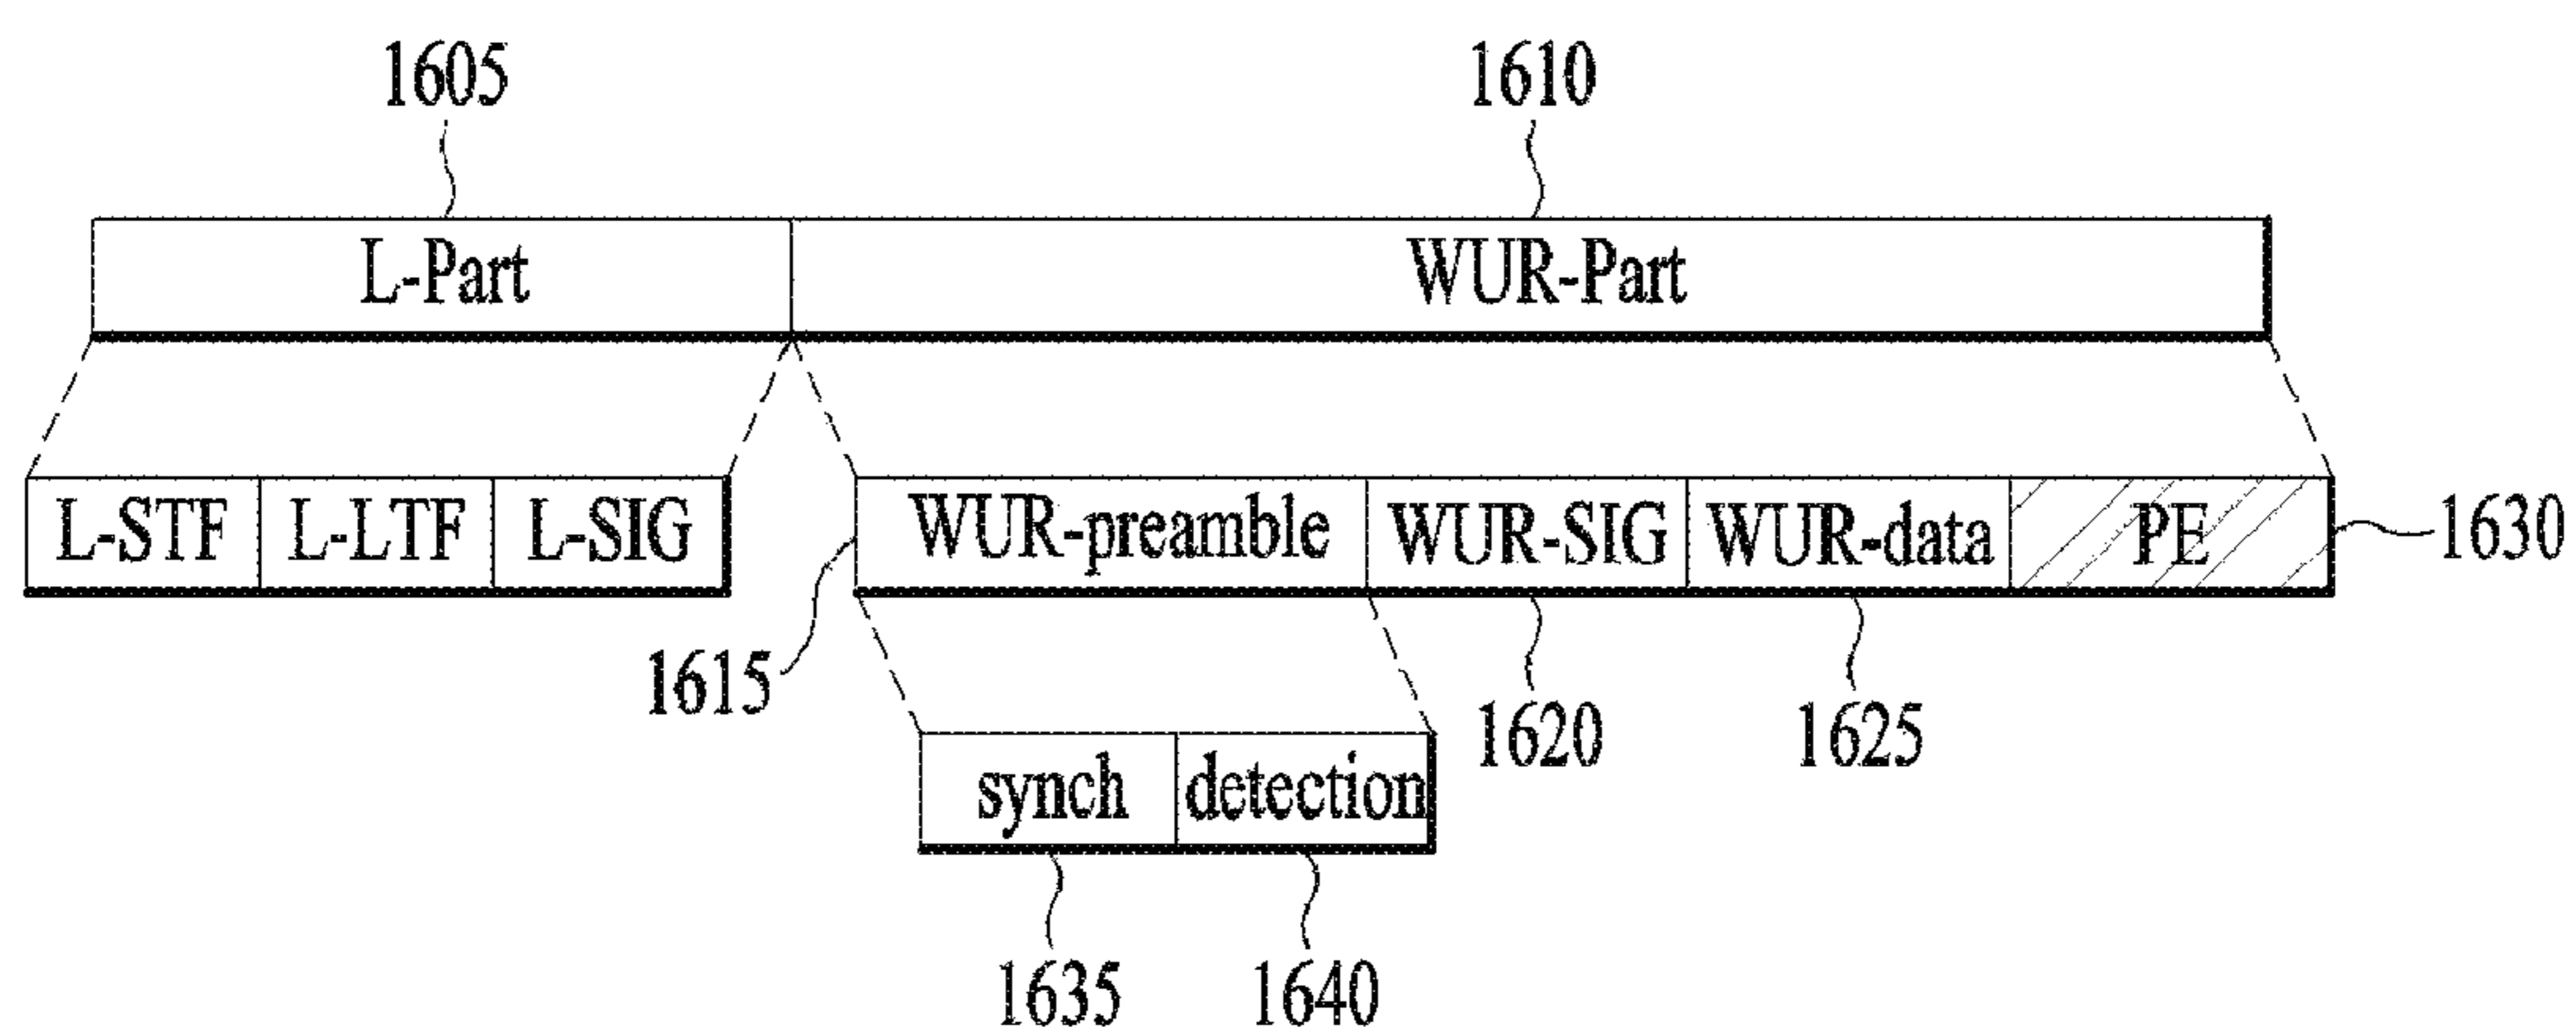 1605 1610
L-Part WUR-Part
L-STF L-LTF L-SIG WUR-preamble WUR-SIG WUR-data PE 1630
1615 1620 1625
synch detection
1635 1640